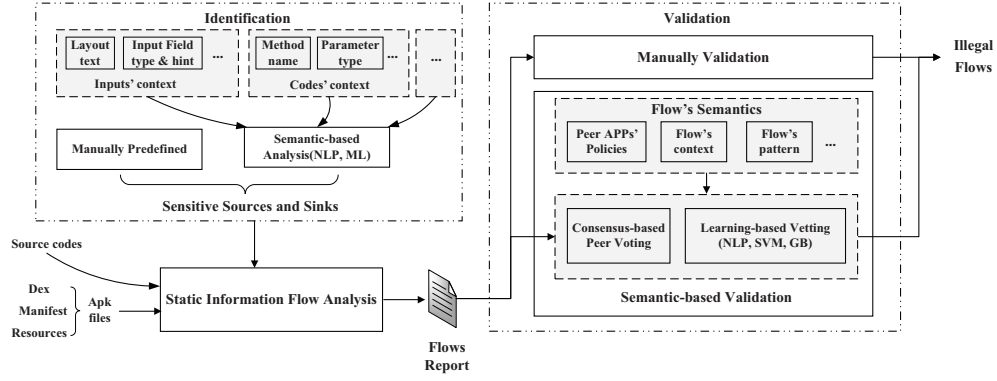 Identification
Layout
text
Input Field
type & hint
...
Inputs' context
Method
name
Parameter
type
...
Codes' context
...
Manually Predefined
Semantic-based
Analysis(NLP, ML)
Sensitive Sources and Sinks
Source codes
Dex
Manifest
Resources
Apk
files
Static Information Flow Analysis
Flows
Report
Validation
Manually Validation
Flow's Semantics
Peer APPs'
Policies
Flow's
context
Flow's
pattern
...
Consensus-based
Peer Voting
Learning-based Vetting
(NLP, SVM, GB)
Semantic-based Validation
Illegal
Flows